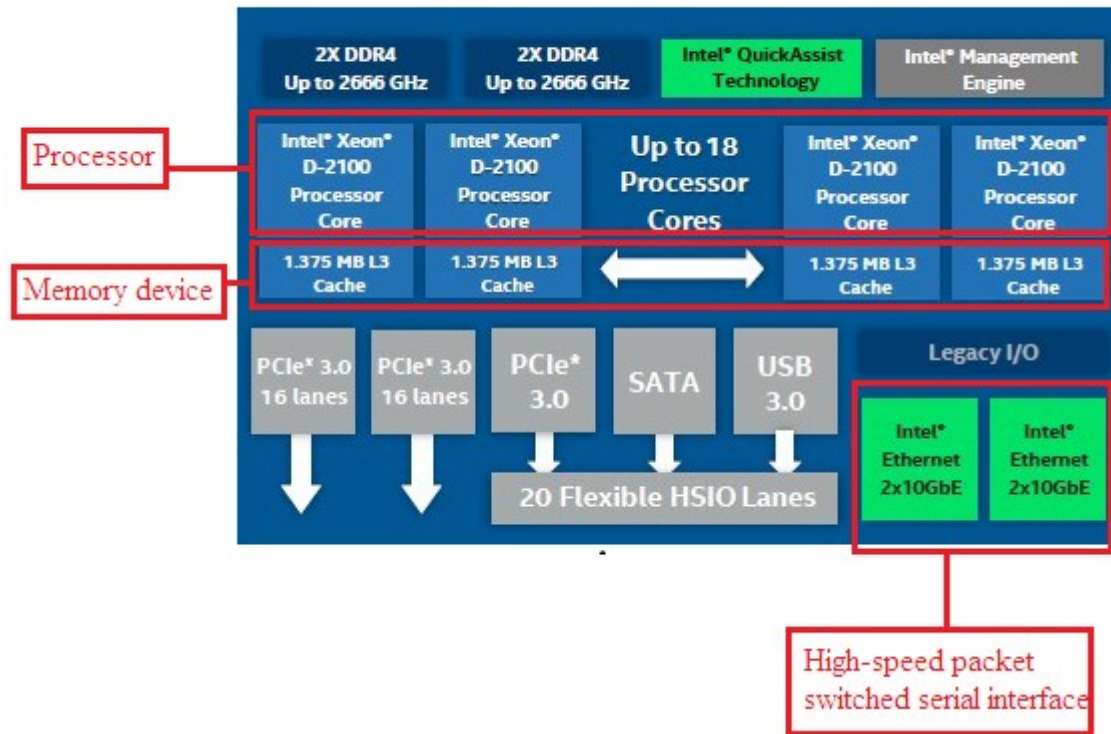 2X DDR4
Up to 2666 GHz
2X DDR4
Up to 2666 GHz
Intel® QuickAssist
Technology
Intel® Management
Engine
Processor
Intel® Xeon®
D-2100
Processor
Core
Intel® Xeon®
D-2100
Processor
Core
Up to 18
Processor
Cores
Intel® Xeon®
D-2100
Processor
Core
Intel® Xeon®
D-2100
Processor
Core
Memory device
1.375 MB L3
Cache
1.375 MB L3
Cache
1.375 MB L3
Cache
1.375 MB L3
Cache
PCIe* 3.0
16 lanes
PCIe* 3.0
16 lanes
PCIe*
3.0
SATA
USB
3.0
Legacy I/O
20 Flexible HSIO Lanes
Intel®
Ethernet
2x10GbE
Intel®
Ethernet
2x10GbE
High-speed packet
switched serial interface